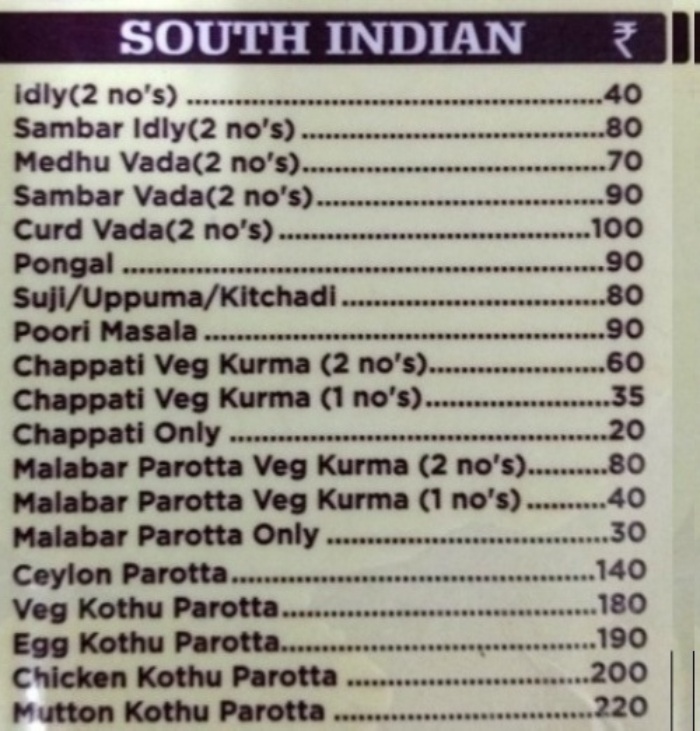 SOUTH INDIAN ₹
Idly(2 no's) ..........40
Sambar Idly(2 no's) ..........80
Medhu Vada(2 no's)..........70
Sambar Vada(2 no's)..........90
Curd Vada(2 no's) ..........100
Pongal ..........90
Suji/Uppuma/Kitchadi ..........80
Poori Masala ..........90
Chappati Veg Kurma (2 no's)..........60
Chappati Veg Kurma (1 no's)..........35
Chappati Only ..........20
Malabar Parotta Veg Kurma (2 no's)..........80
Malabar Parotta Veg Kurma (1 no's) ..........40
Malabar Parotta Only ..........30
Ceylon Parotta..........140
Veg Kothu Parotta..........180
Egg Kothu Parotta..........190
Chicken Kothu Parotta ..........200
Mutton Kothu Parotta ..........220